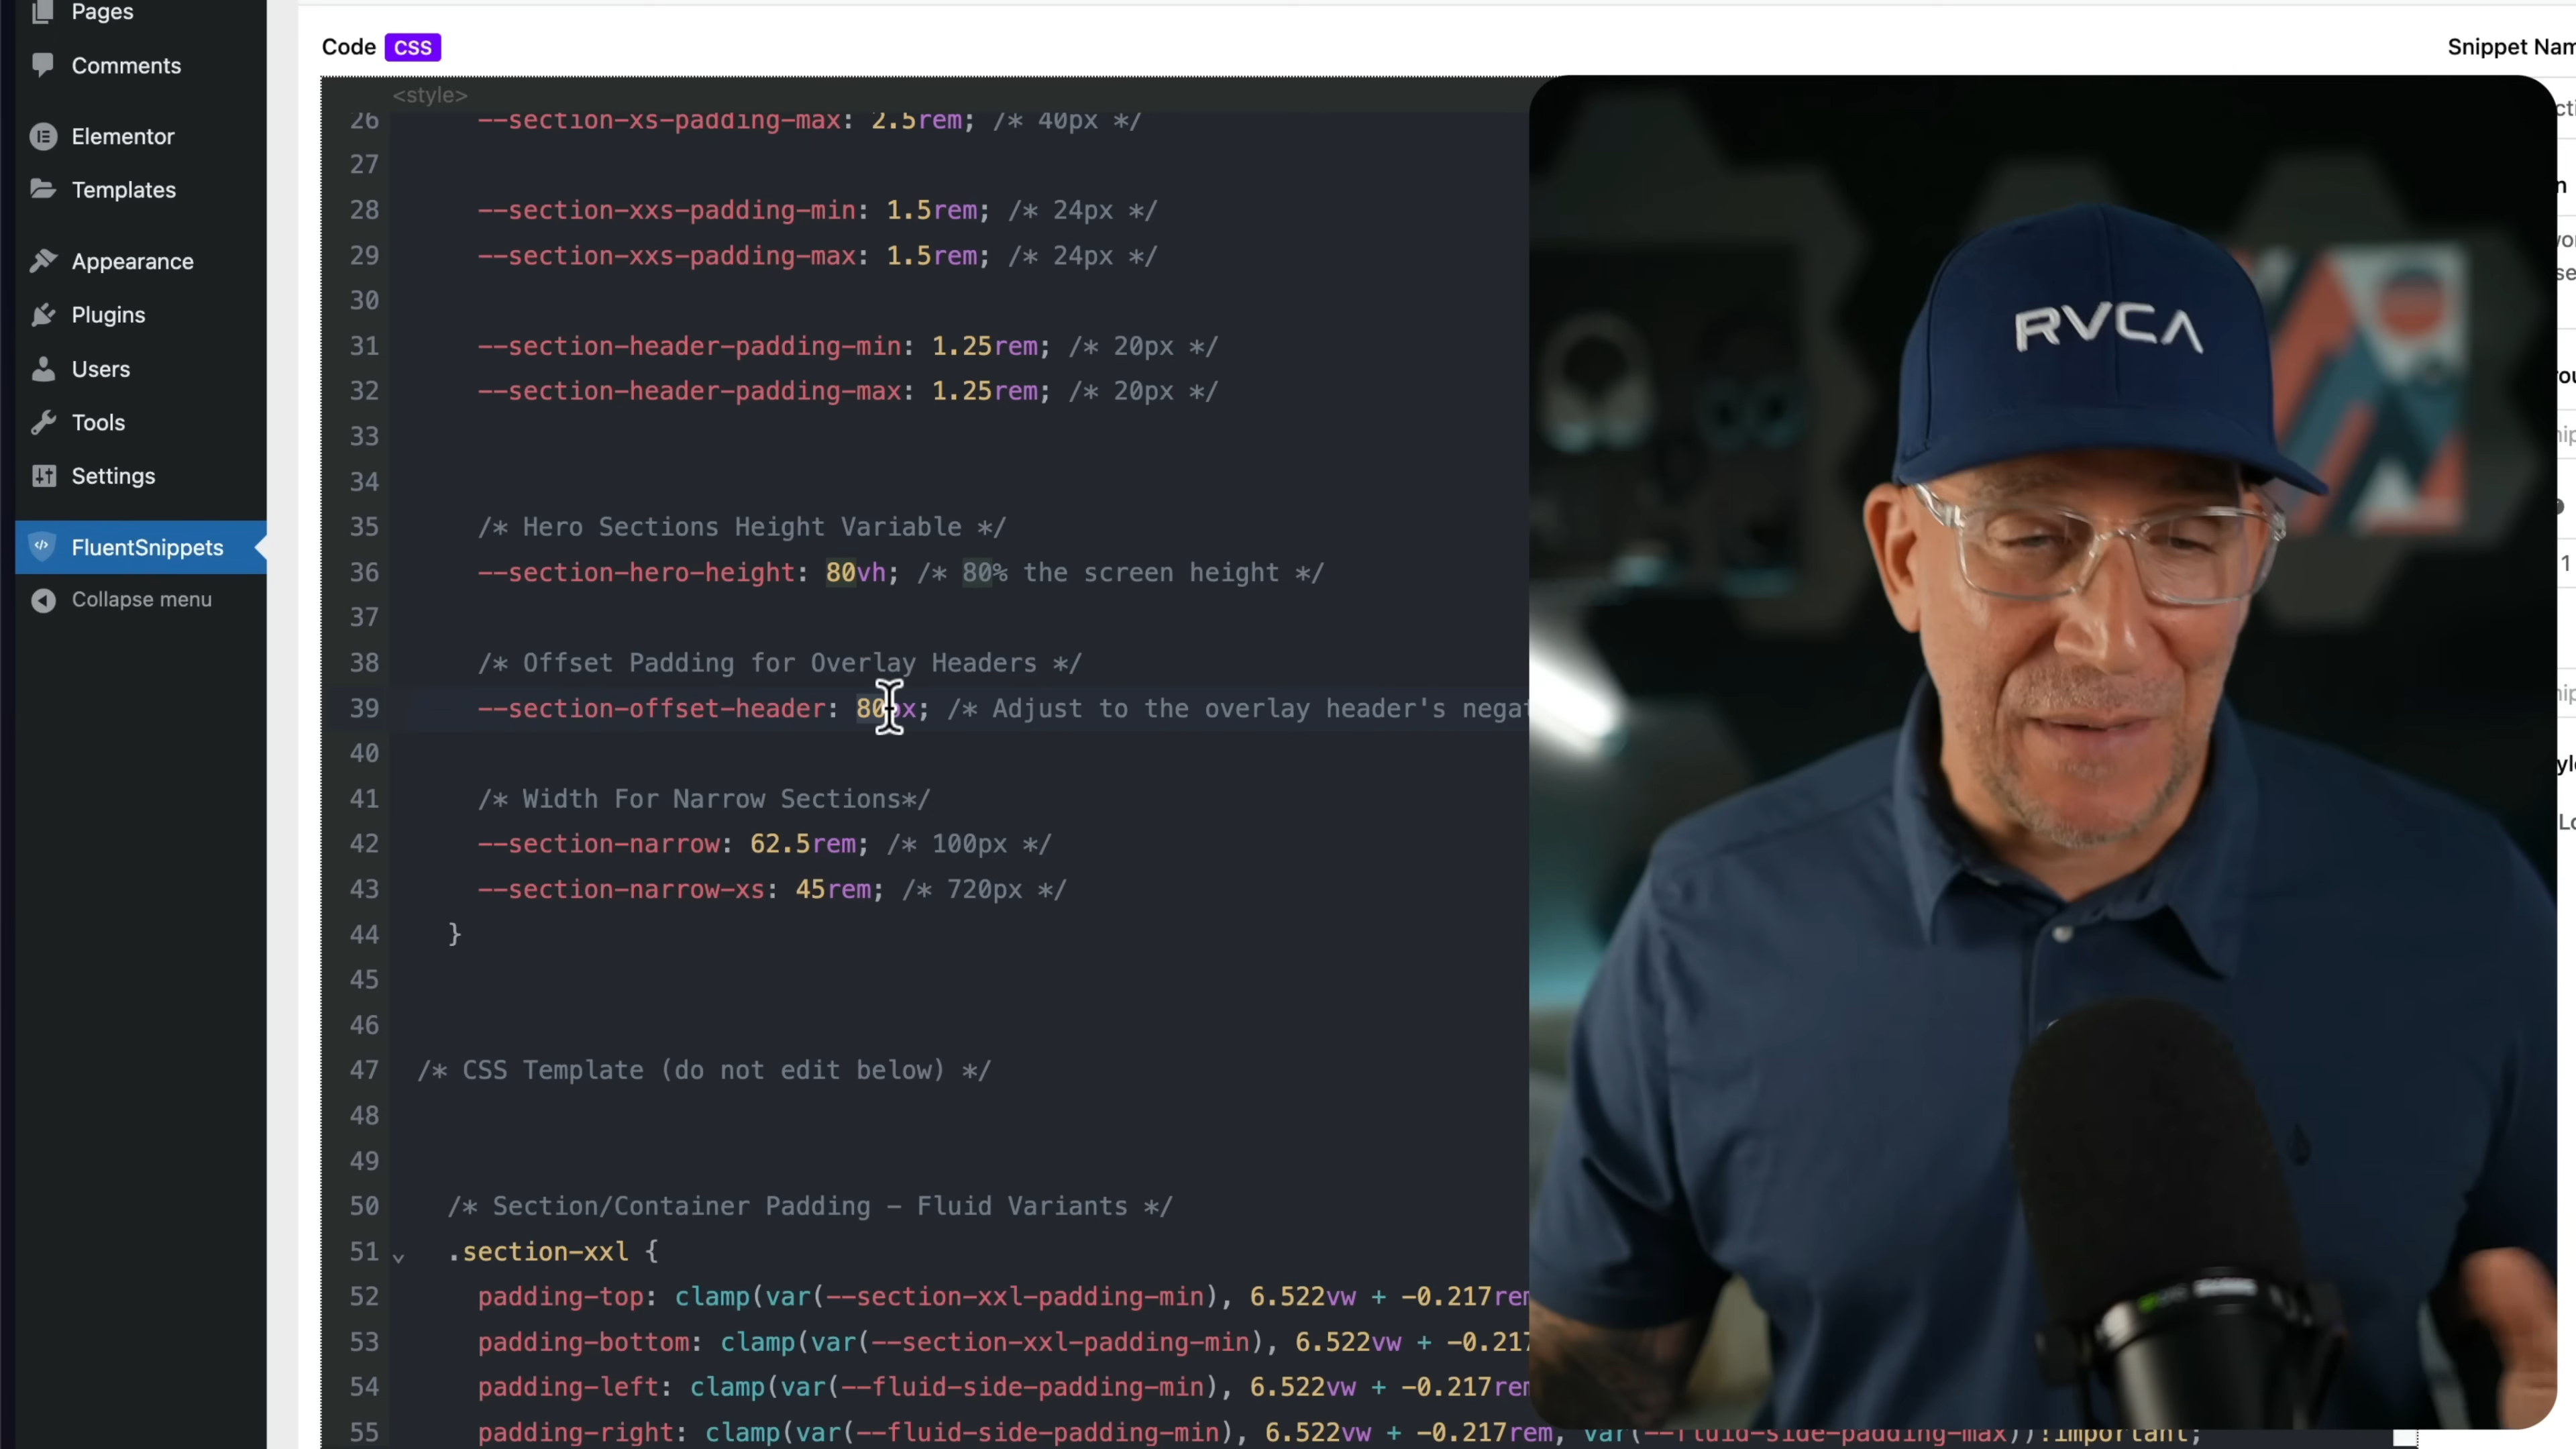 Pages
Comments
Elementor
Templates
Appearance
Plugins
Users
Tools
Settings
FluentSnippets
Collapse menu
Code CSS
Snippet Nam
<style>
26 --section-xs-padding-max: 2.5rem; /* 40px */
27
28 --section-xxs-padding-min: 1.5rem; /* 24px */
29 --section-xxs-padding-max: 1.5rem; /* 24px */
30
31 --section-header-padding-min: 1.25rem; /* 20px */
32 --section-header-padding-max: 1.25rem; /* 20px */
33
34
35 /* Hero Sections Height Variable */
36 --section-hero-height: 80vh; /* 80% the screen height */
37
38 /* Offset Padding for Overlay Headers */
39 --section-offset-header: 80px; /* Adjust to the overlay header's negat
40
41 /* Width For Narrow Sections*/
42 --section-narrow: 62.5rem; /* 100px */
43 --section-narrow-xs: 45rem; /* 720px */
44 }
45
46
47 /* CSS Template (do not edit below) */
48
49
50 /* Section/Container Padding – Fluid Variants */
51 .section-xxl {
52 padding-top: clamp(var(--section-xxl-padding-min), 6.522vw + -0.217rem
53 padding-bottom: clamp(var(--section-xxl-padding-min), 6.522vw + -0.217
54 padding-left: clamp(var(--fluid-side-padding-min), 6.522vw + -0.217rem
55 padding-right: clamp(var(--fluid-side-padding-min), 6.522vw + -0.217rem, var(--fluid-side-padding-max))!important;
RVCA